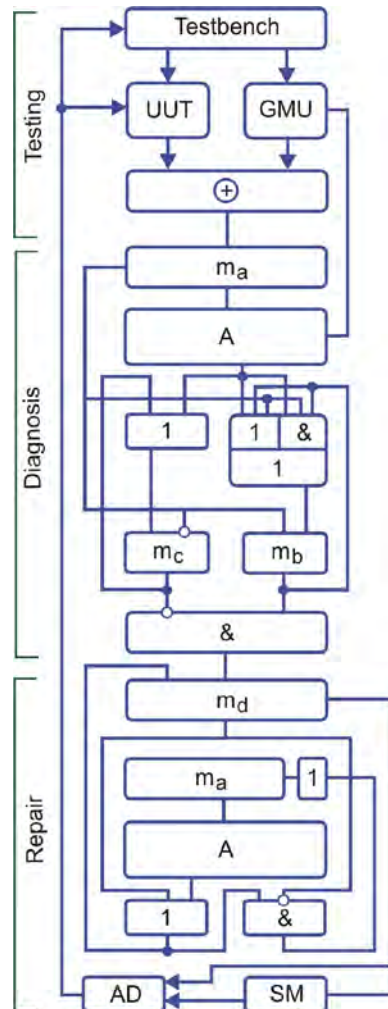 Testing
Testbench
UUT GMU
+
Diagnosis
ma
A
1 1 &
1
mc mb
&
Repair
md
ma 1
A
1 &
AD SM